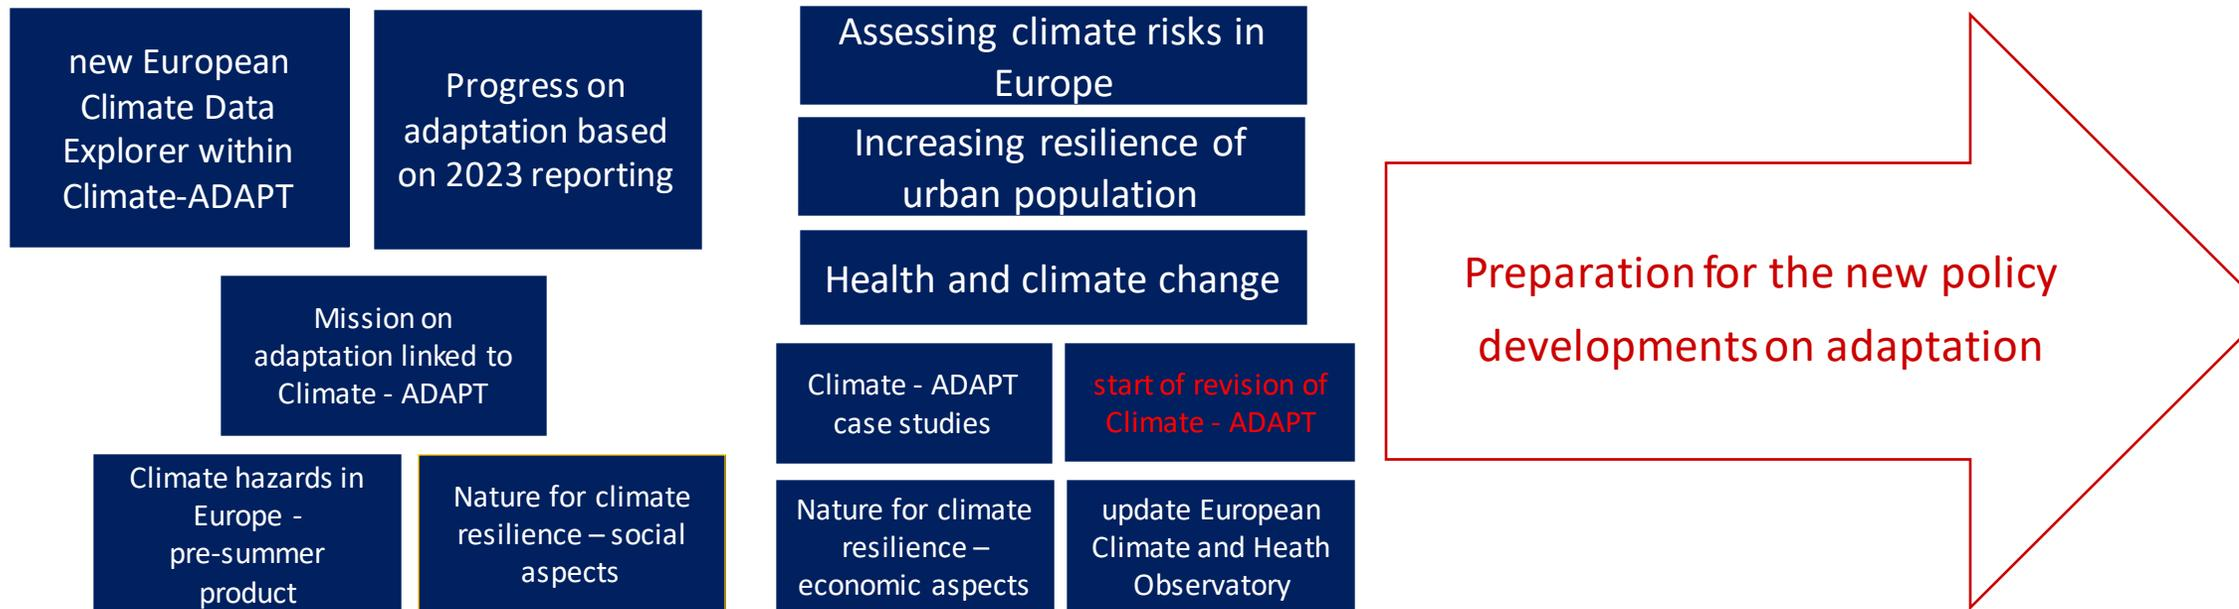 new European
Climate Data
Explorer within
Climate-ADAPT
Progress on
adaptation based
on 2023 reporting
Mission on
adaptation linked to
Climate - ADAPT
Climate hazards in
Europe -
pre-summer
product
Nature for climate
resilience – social
aspects
Assessing climate risks in
Europe
Increasing resilience of
urban population
Health and climate change
Climate - ADAPT
case studies
start of revision of
Climate - ADAPT
Nature for climate
resilience –
economic aspects
update European
Climate and Heath
Observatory
Preparation for the new policy
developments on adaptation